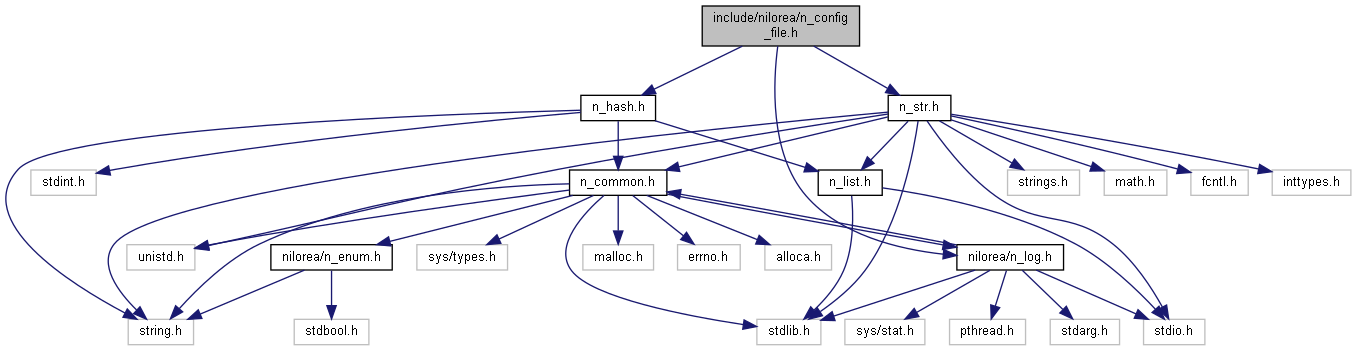 include/nilorea/n_config
_file.h
n_hash.h
n_str.h
stdint.h
n_common.h
n_list.h
strings.h
math.h
fcntl.h
inttypes.h
unistd.h
nilorea/n_enum.h
sys/types.h
malloc.h
errno.h
alloca.h
nilorea/n_log.h
string.h
stdbool.h
stdlib.h
sys/stat.h
pthread.h
stdarg.h
stdio.h